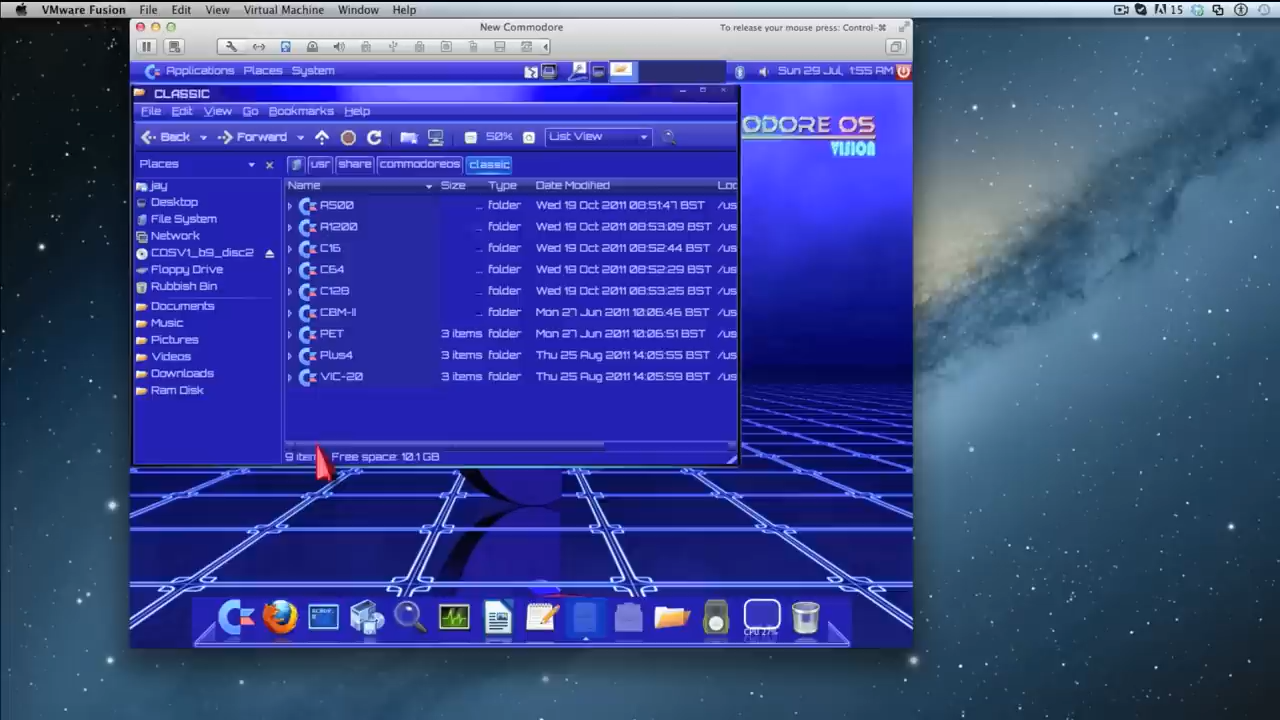 VMware Fusion File Edit View Virtual Machine Window Help 15
New Commodore To release your mouse press: Control-⌘
Applications Places System Sun 29 Jul, 1:55 AM
CLASSIC
File Edit View Go Bookmarks Help
Back Forward 50% List View
Places usr share commodoreos classic
Name Size Type Date Modified Loc
jay
Desktop
File System
Network
COSV1_b9_disc2
Floppy Drive
Rubbish Bin
Documents
Music
Pictures
Videos
Downloads
Ram Disk
A500 ... folder Wed 19 Oct 2011 08:51:47 BST /us
A1200 ... folder Wed 19 Oct 2011 08:53:09 BST /us
C16 ... folder Wed 19 Oct 2011 08:52:44 BST /us
C64 ... folder Wed 19 Oct 2011 08:52:29 BST /us
C128 ... folder Wed 19 Oct 2011 08:53:25 BST /us
CBM-II ... folder Mon 27 Jun 2011 10:06:46 BST /us
PET 3 items folder Mon 27 Jun 2011 10:06:51 BST /us
Plus4 3 items folder Thu 25 Aug 2011 14:05:55 BST /us
VIC-20 3 items folder Thu 25 Aug 2011 14:05:59 BST /us
9 item Free space: 10.1 GB
ODORE OS
VISION
CPU 27%